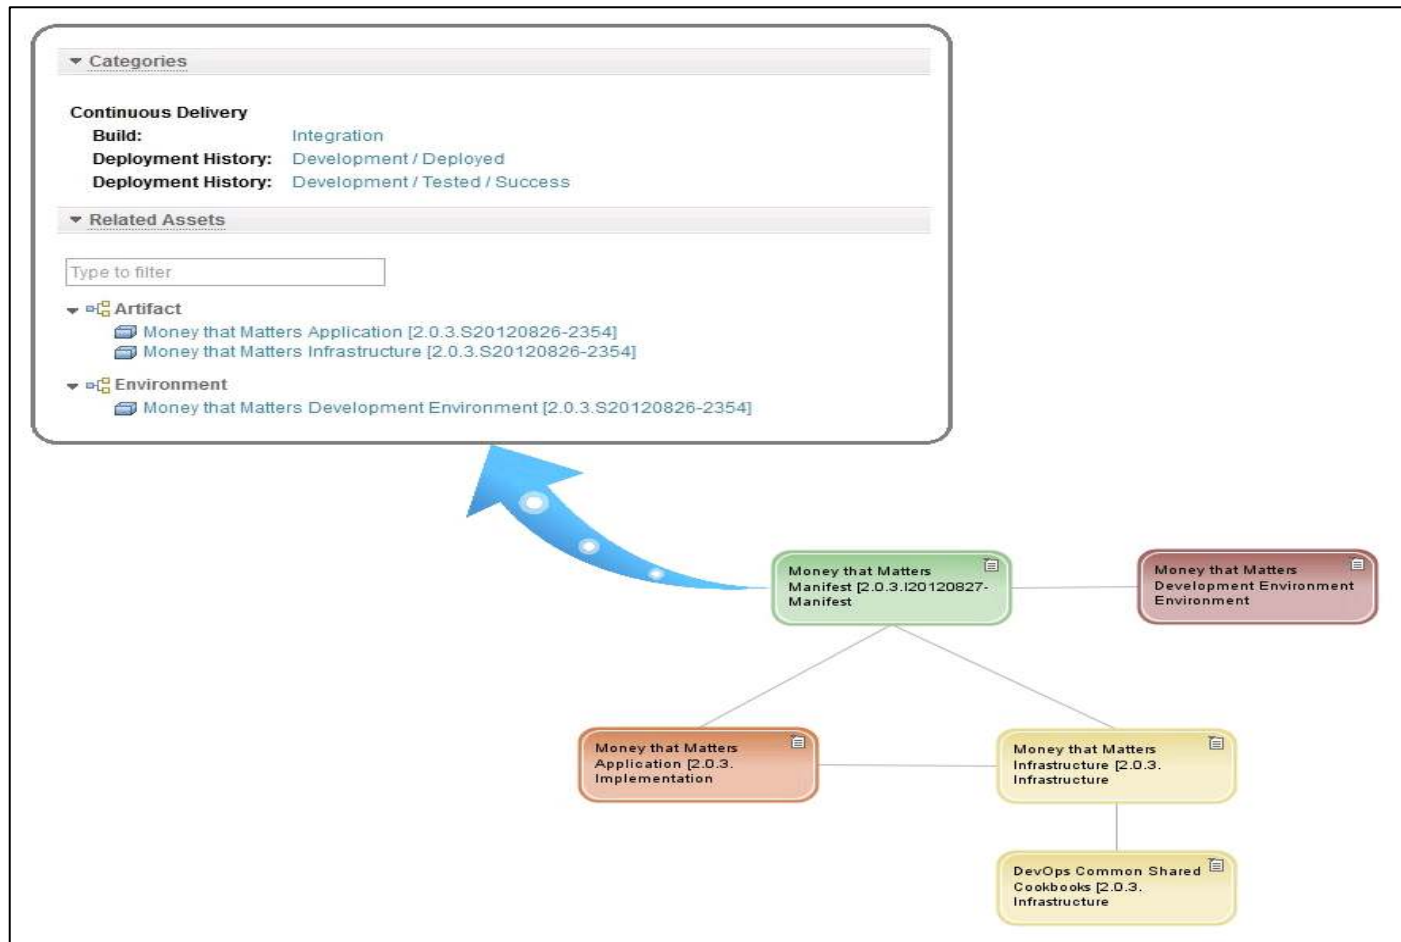 Categories
Continuous Delivery
Build: Integration
Deployment History: Development / Deployed
Deployment History: Development / Tested / Success
Related Assets
Type to filter
Artifact
Money that Matters Application [2.0.3.S20120826-2354]
Money that Matters Infrastructure [2.0.3.S20120826-2354]
Environment
Money that Matters Development Environment [2.0.3.S20120826-2354]
Money that Matters
Manifest [2.0.3.I20120827-
Manifest
Money that Matters
Development Environment
Environment
Money that Matters
Application [2.0.3.
Implementation
Money that Matters
Infrastructure [2.0.3.
Infrastructure
DevOps Common Shared
Cookbooks [2.0.3.
Infrastructure